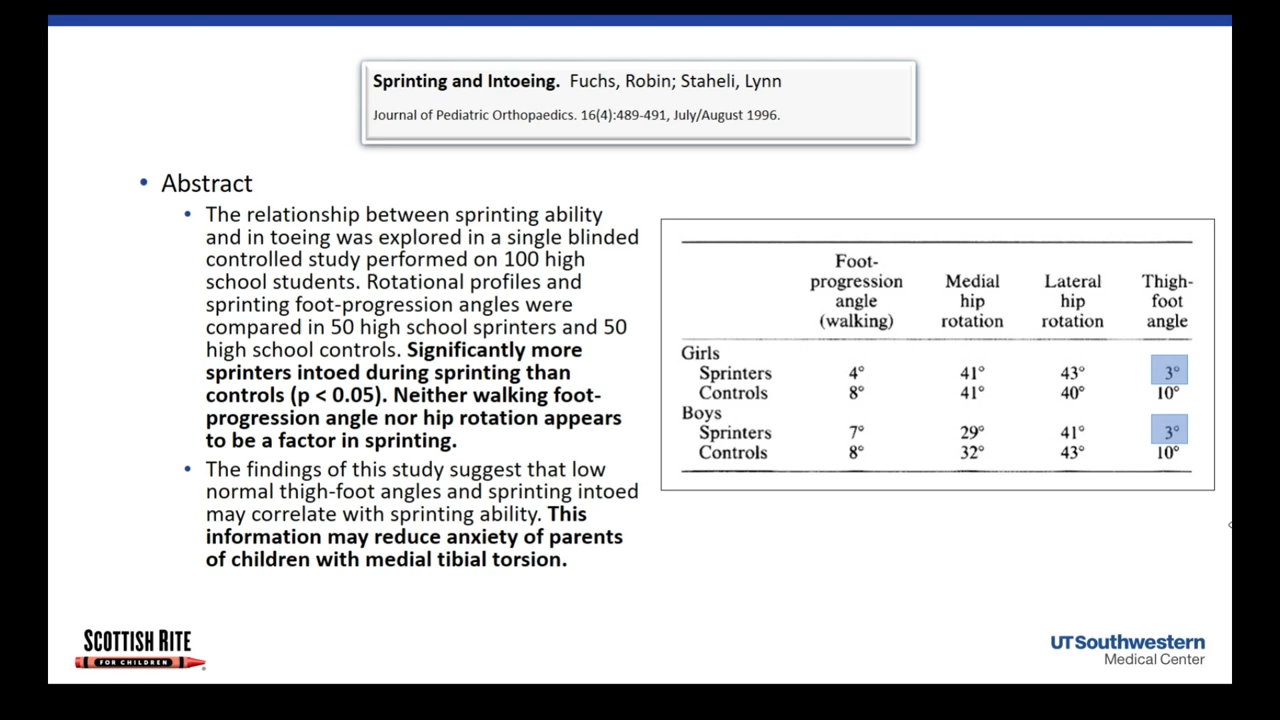 Sprinting and Intoeing. Fuchs, Robin; Staheli, Lynn
Journal of Pediatric Orthopaedics. 16(4):489-491, July/August 1996.
• Abstract
• The relationship between sprinting ability
and in toeing was explored in a single blinded
controlled study performed on 100 high
school students. Rotational profiles and
sprinting foot-progression angles were
compared in 50 high school sprinters and 50
high school controls. Significantly more
sprinters intoed during sprinting than
controls (p < 0.05). Neither walking foot-
progression angle nor hip rotation appears
to be a factor in sprinting.
• The findings of this study suggest that low
normal thigh-foot angles and sprinting intoed
may correlate with sprinting ability. This
information may reduce anxiety of parents
of children with medial tibial torsion.
Foot-
progression Medial Lateral Thigh-
angle hip hip foot
(walking) rotation rotation angle
Girls
Sprinters 4° 41° 43° 3°
Controls 8° 41° 40° 10°
Boys
Sprinters 7° 29° 41° 3°
Controls 8° 32° 43° 10°
SCOTTISH RITE
FOR CHILDREN
UTSouthwestern
Medical Center